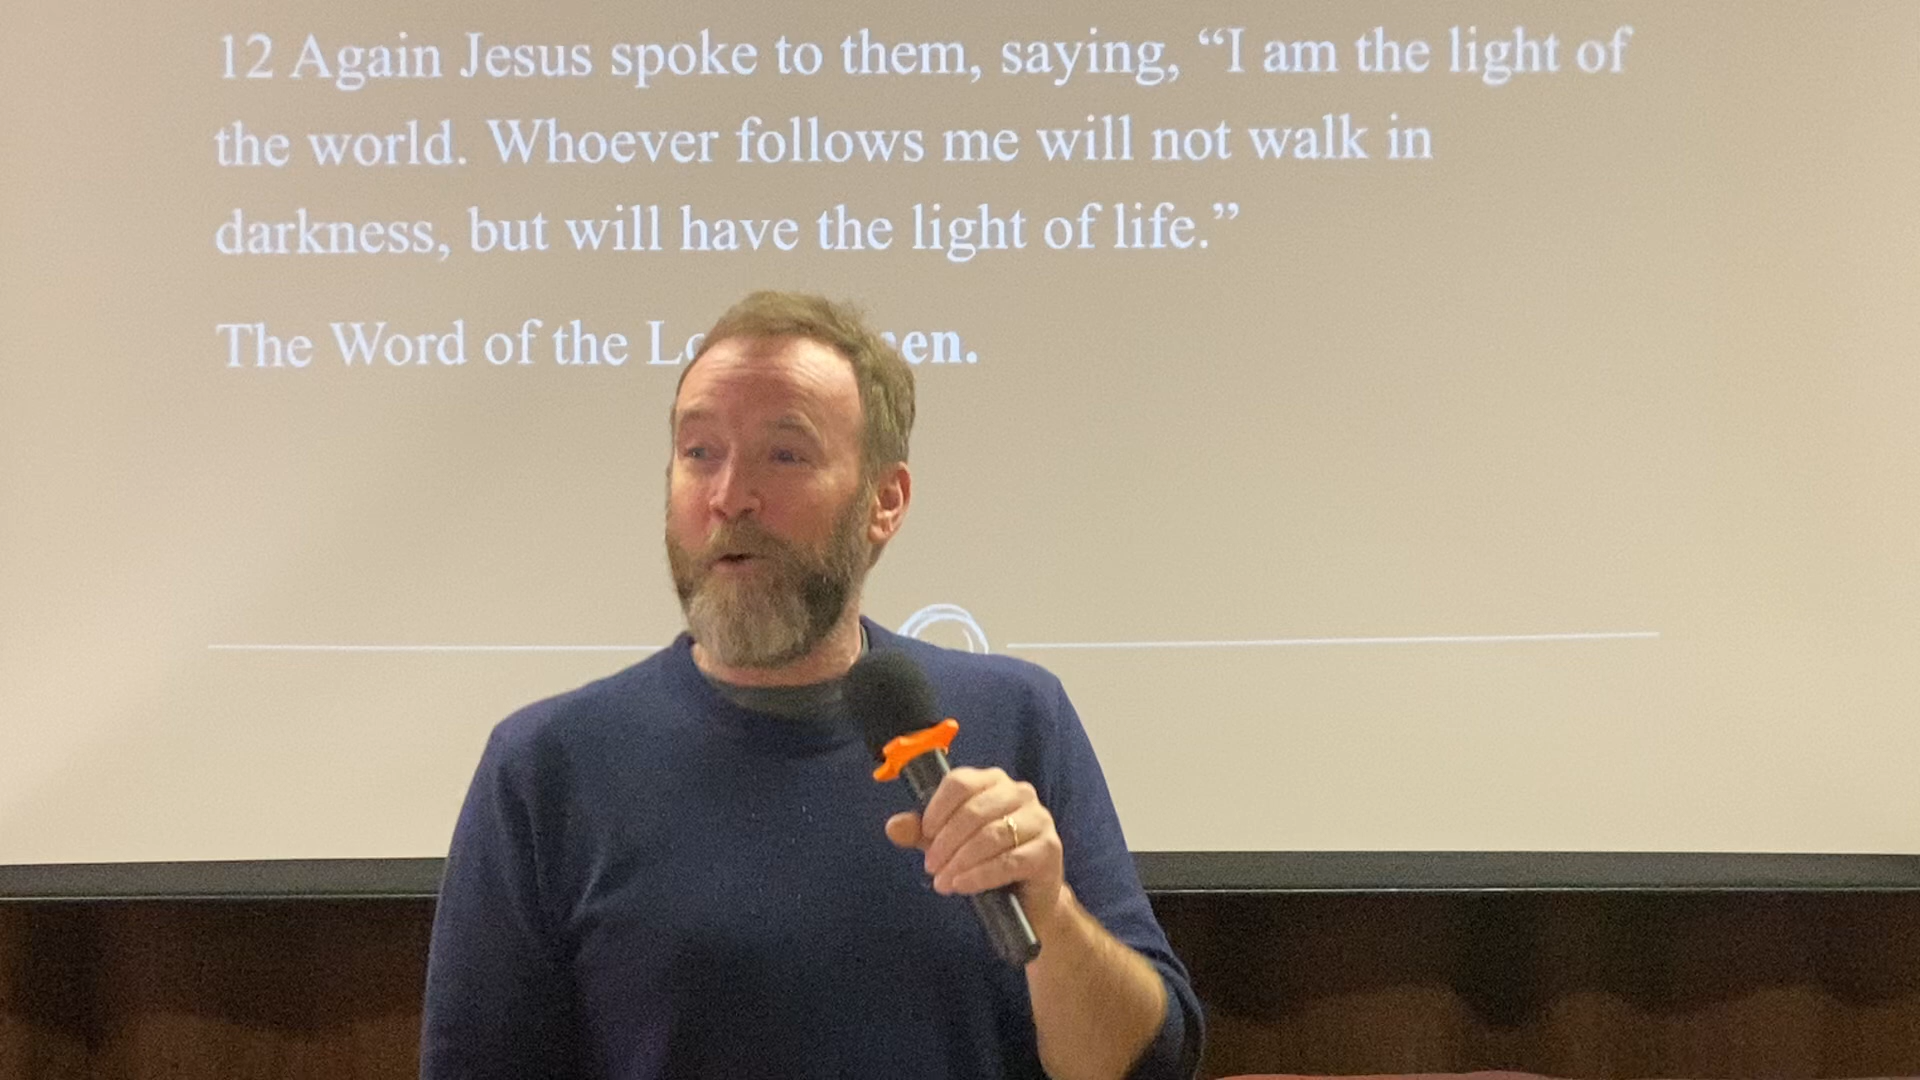 12 Again Jesus spoke to them, saying, “I am the light of
the world. Whoever follows me will not walk in
darkness, but will have the light of life.”
The Word of the